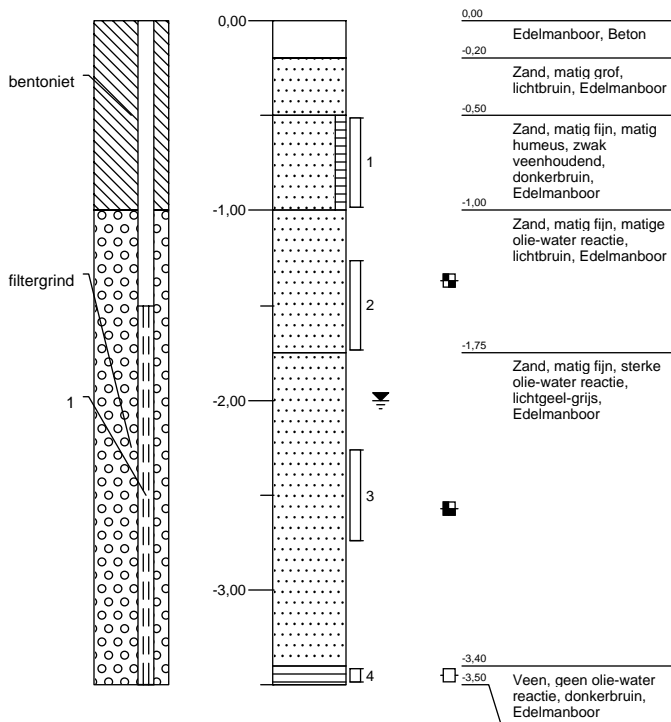 bentoniet
filtergrind
1
0,00
-1,00
-2,00
-3,00
1
2
3
4
0,00
Edelmanboor, Beton
-0,20
Zand, matig grof,
lichtbruin, Edelmanboor
-0,50
Zand, matig fijn, matig
humeus, zwak
veenhoudend,
donkerbruin,
Edelmanboor
-1,00
Zand, matig fijn, matige
olie-water reactie,
lichtbruin, Edelmanboor
-1,75
Zand, matig fijn, sterke
olie-water reactie,
lichtgeel-grijs,
Edelmanboor
-3,40
-3,50
Veen, geen olie-water
reactie, donkerbruin,
Edelmanboor